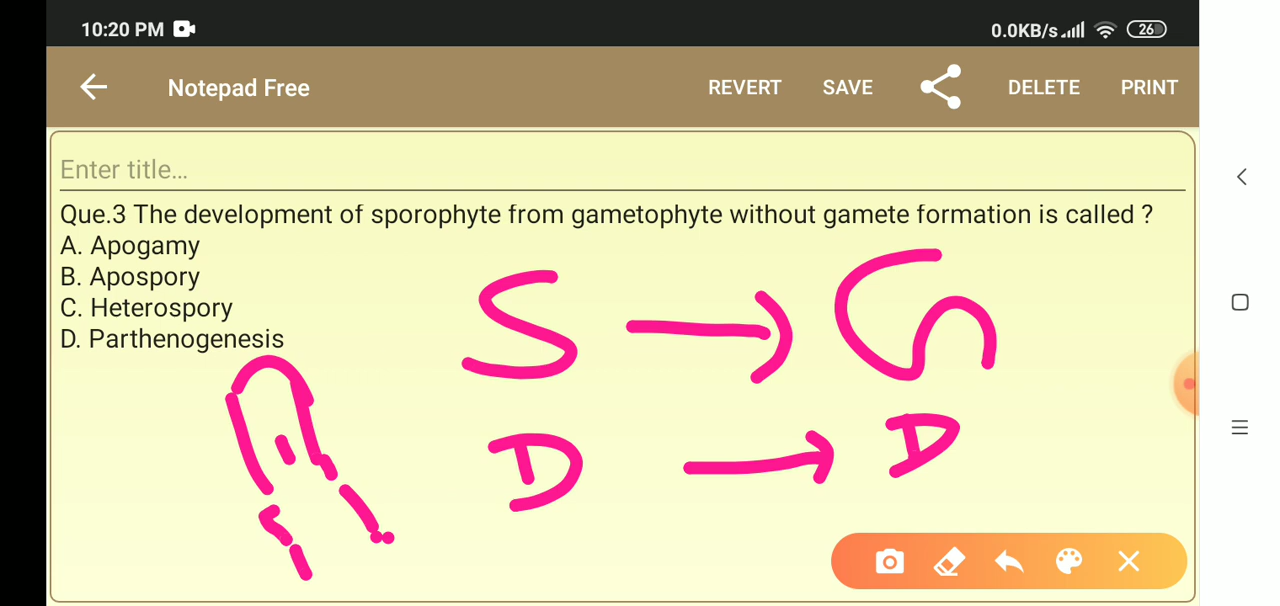 10:20 PM 0.0KB/s 26
Notepad Free REVERT SAVE DELETE PRINT
Enter title...
Que.3 The development of sporophyte from gametophyte without gamete formation is called ?
A. Apogamy
B. Apospory
C. Heterospory
D. Parthenogenesis
S → G
D → D